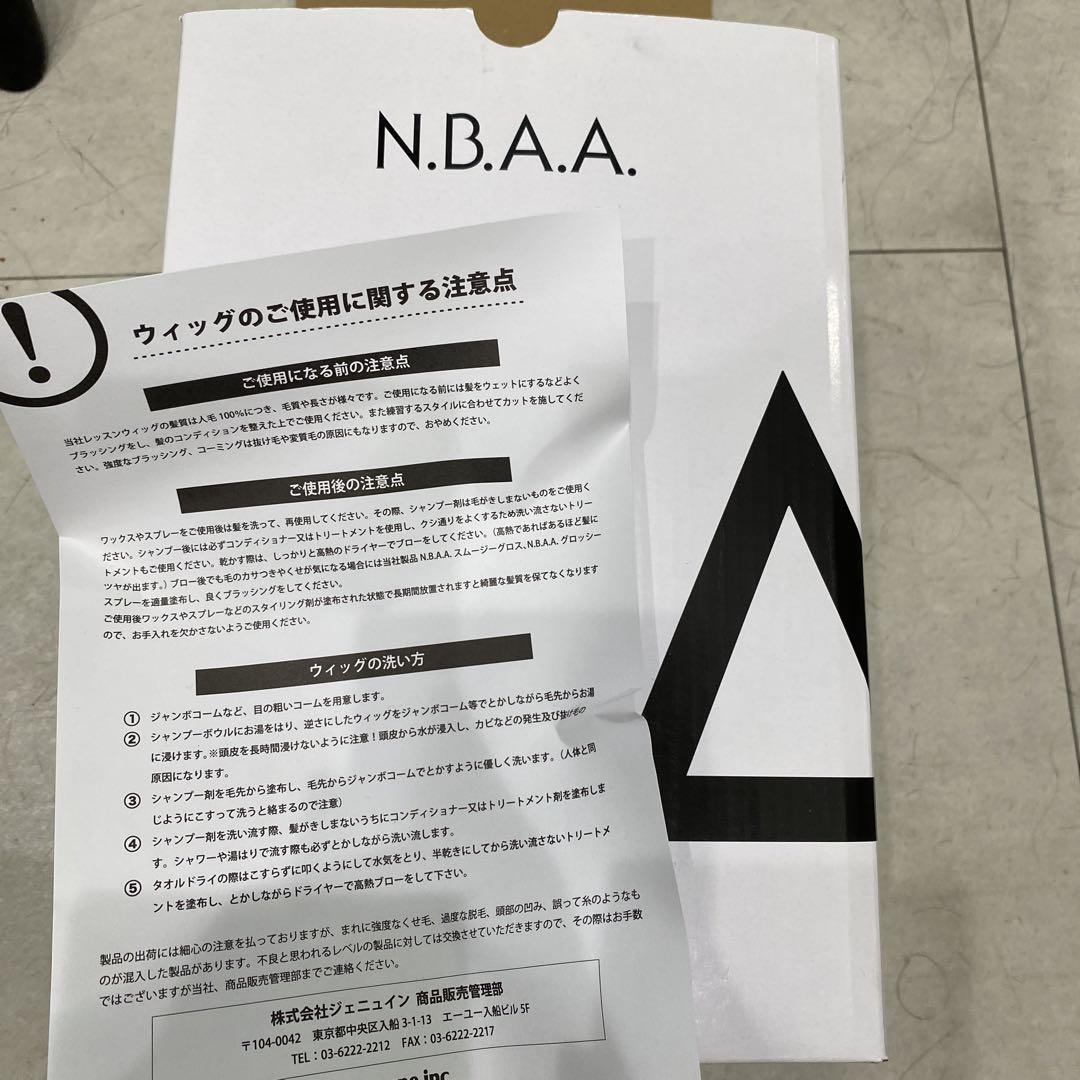 N.B.A.A.
ウィッグのご使用に関する注意点
ご使用になる前の注意点
当社レッスンウィッグの髪質は人毛100%につき、毛質や長さが様々です。ご使用になる前には髪をウェットにするなどよく
ブラッシングをし、髪のコンディションを整えた上でご使用ください。また練習するスタイルに合わせてカットを施してくだ
さい。強度なブラッシング、コーミングは抜け毛や変質毛の原因にもなりますので、おやめください。
ご使用後の注意点
ワックスやスプレーをご使用後は髪を洗って、再使用してください。その際、シャンプー剤は毛がきしまないものをご使用く
ださい。シャンプー後には必ずコンディショナー又はトリートメントを使用し、クシ通りをよくするため洗い流さないトリー
トメントもご使用ください。乾かす際は、しっかりと高熱のドライヤーでブローをしてください。（高熱であればあるほど髪に
ツヤが出ます。）ブロー後でも毛のカサつきやくせが気になる場合には当社製品 N.B.A.A. スムージーグロス、N.B.A.A. グロッシー
スプレーを適量塗布し、良くブラッシングをしてください。
ご使用後ワックスやスプレーなどのスタイリング剤が塗布された状態で長期間放置されますと綺麗な髪質を保てなくなります
ので、お手入れを欠かさないようご使用ください。
ウィッグの洗い方
① ジャンボコームなど、目の粗いコームを用意します。
② シャンプーボウルにお湯をはり、逆さにしたウィッグをジャンボコーム等でとかしながら毛先からお湯
に浸けます。※頭皮を長時間浸けないように注意！頭皮から水が浸入し、カビなどの発生及び抜け毛の
原因になります。
③ シャンプー剤を毛先から塗布し、毛先からジャンボコームでとかすように優しく洗います。（人体と同
じようにこすって洗うと絡まるので注意）
④ シャンプー剤を洗い流す際、髪がきしまないうちにコンディショナー又はトリートメント剤を塗布しま
す。シャワーや湯はりで流す際も必ずとかしながら洗い流します。
⑤ タオルドライの際はこすらずに叩くようにして水気をとり、半乾きにしてから洗い流さないトリートメ
ントを塗布し、とかしながらドライヤーで高熱ブローをして下さい。
製品の出荷には細心の注意を払っておりますが、まれに強度なくせ毛、過度な脱毛、頭部の凹み、誤って糸のようなも
のが混入した製品があります。不良と思われるレベルの製品に対しては交換させていただきますので、その際はお手数
ではございますが当社、商品販売管理部までご連絡ください。
株式会社ジェニュイン 商品販売管理部
〒104-0042 東京都中央区入船 3-1-13 エーユー入船ビル 5F
TEL：03-6222-2212 FAX：03-6222-2217